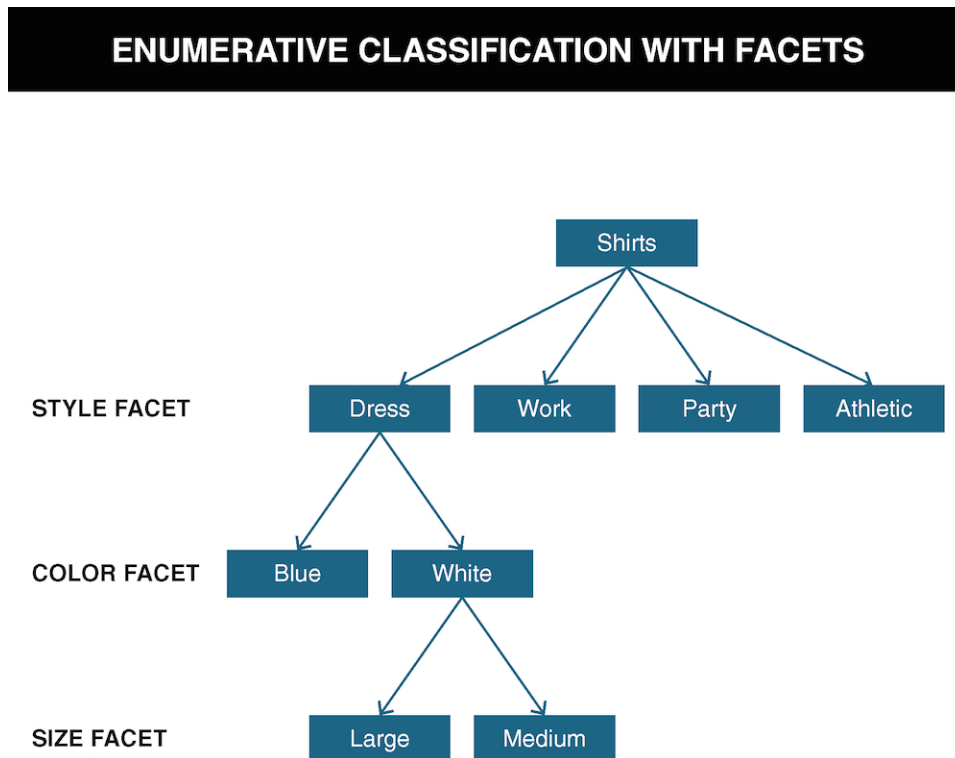 ENUMERATIVE CLASSIFICATION WITH FACETS
Shirts
STYLE FACET Dress Work Party Athletic
COLOR FACET Blue White
SIZE FACET Large Medium